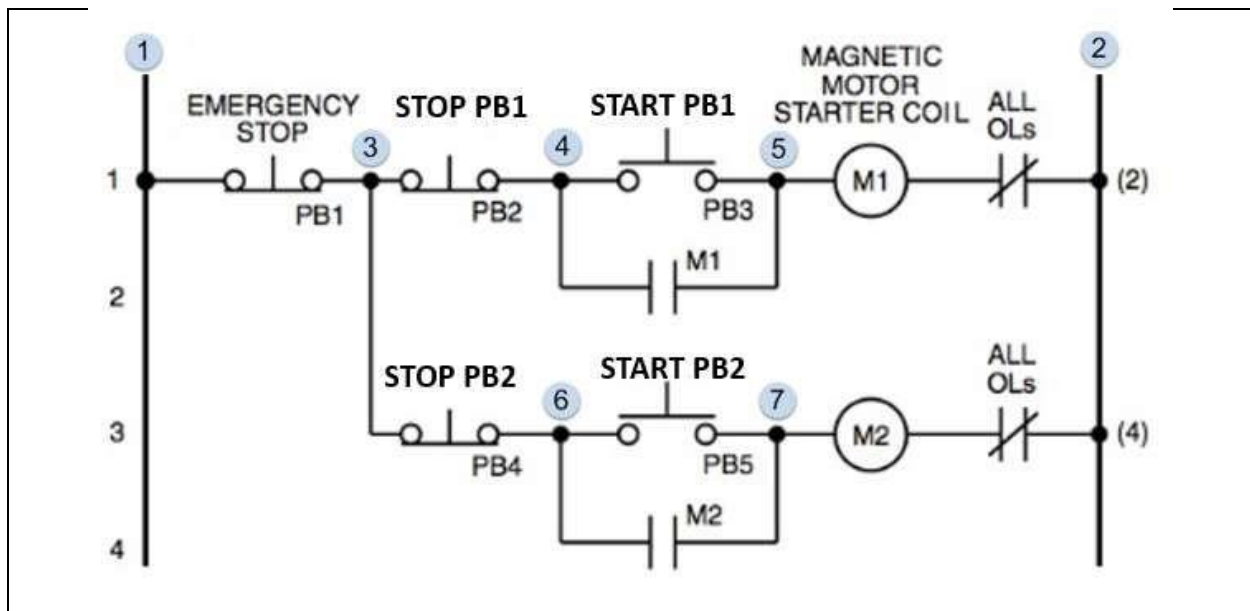 1
2
MAGNETIC
MOTOR
STARTER COIL
EMERGENCY
STOP
STOP PB1
START PB1
ALL
OLs
3
4
5
1
M1
(2)
PB1
PB2
PB3
M1
2
STOP PB2
START PB2
ALL
OLs
6
7
3
M2
(4)
PB4
PB5
M2
4